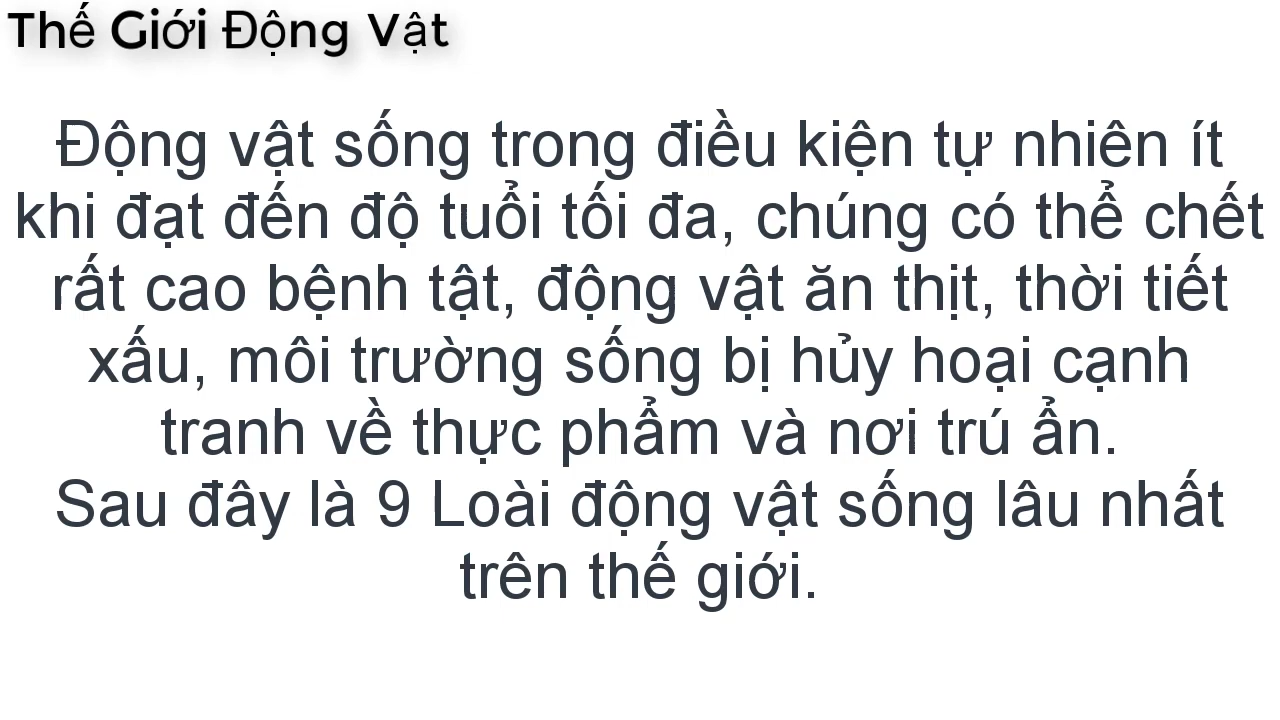 Thế Giới Động Vật
Động vật sống trong điều kiện tự nhiên ít
khi đạt đến độ tuổi tối đa, chúng có thể chết
rất cao bệnh tật, động vật ăn thịt, thời tiết
xấu, môi trường sống bị hủy hoại cạnh
tranh về thực phẩm và nơi trú ẩn.
Sau đây là 9 Loài động vật sống lâu nhất
trên thế giới.